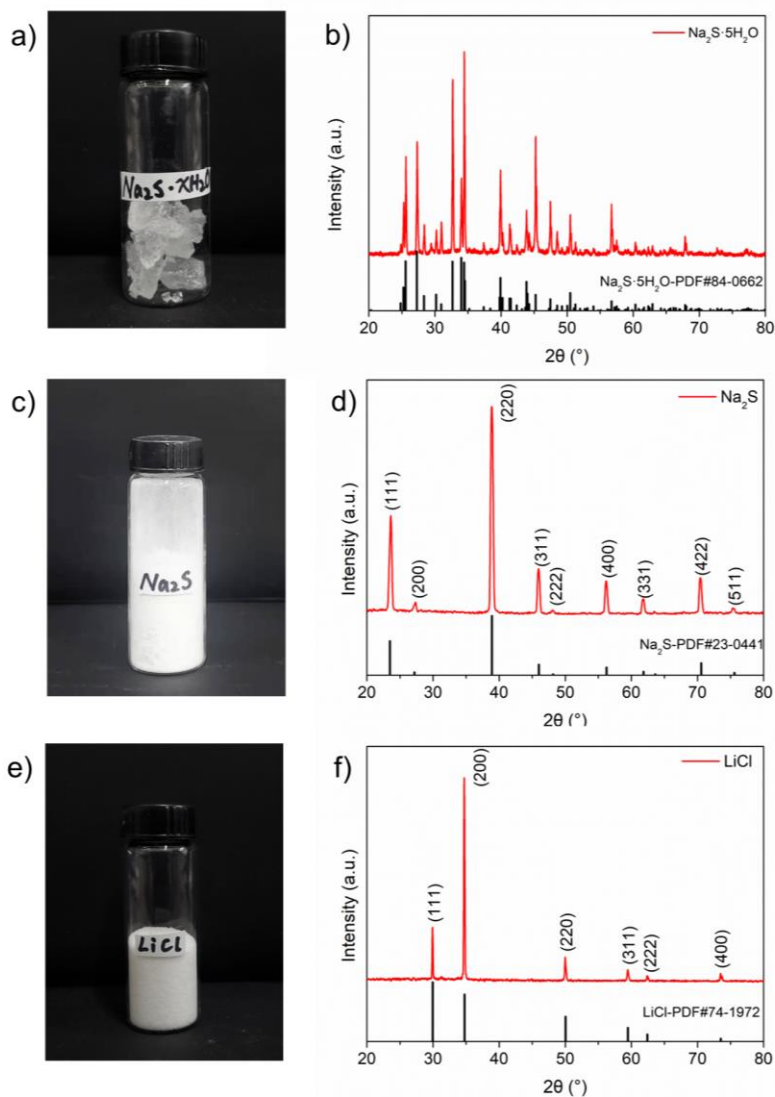 a)
Na₂S·XH₂O
b)
Na₂S·5H₂O
Intensity (a.u.)
Na₂S·5H₂O-PDF#84-0662
20 30 40 50 60 70 80
2θ (°)
c)
Na₂S
d)
Na₂S
Intensity (a.u.)
(111)
(200)
(220)
(311)
(222)
(400)
(331)
(422)
(511)
Na₂S-PDF#23-0441
20 30 40 50 60 70 80
2θ (°)
e)
LiCl
f)
LiCl
Intensity (a.u.)
(111)
(200)
(220)
(311)
(222)
(400)
LiCl-PDF#74-1972
20 30 40 50 60 70 80
2θ (°)